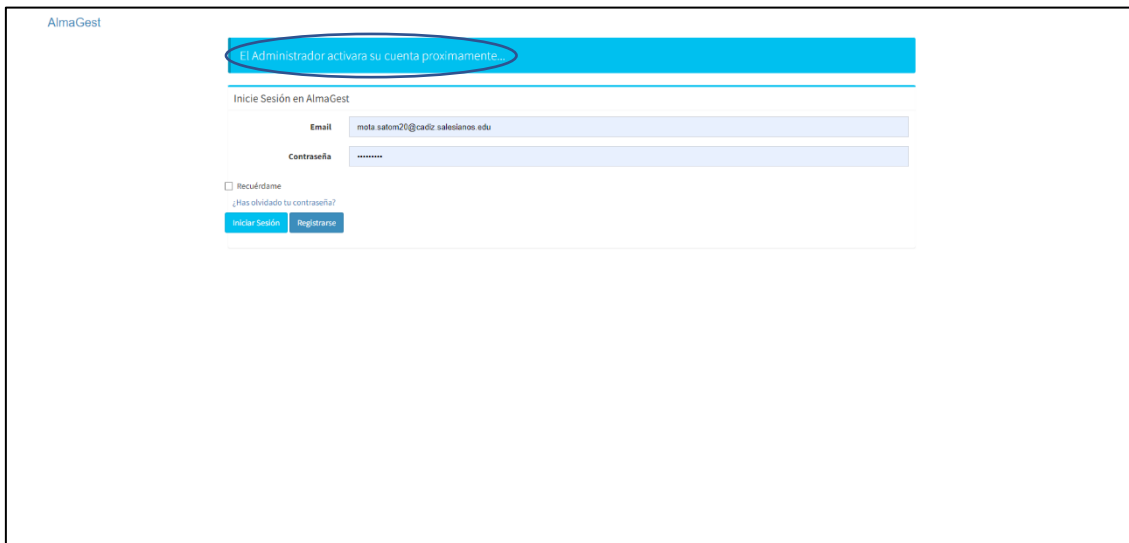 AlmaGest
El Administrador activara su cuenta proximamente...
Inicie Sesión en AlmaGest
Email mota.satom20@cadiz.salesianos.edu
Contraseña •••••••••
Recuérdame
¿Has olvidado tu contraseña?
Iniciar Sesión Registrarse